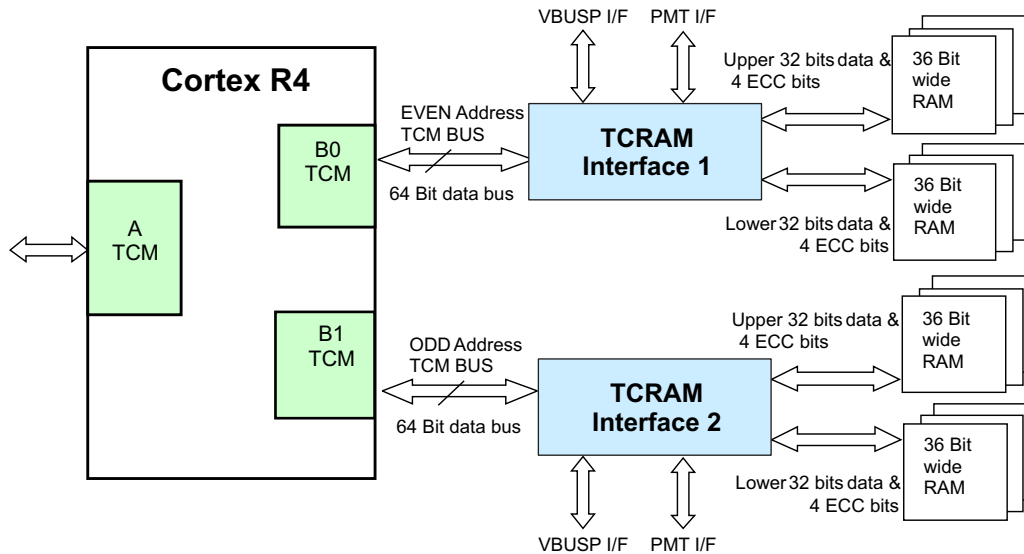 VBUSP I/F
PMT I/F
Cortex R4
Upper 32 bits data &
4 ECC bits
36 Bit
wide
RAM
EVEN Address
TCM BUS
TCRAM
Interface 1
B0
TCM
64 Bit data bus
36 Bit
wide
RAM
Lower 32 bits data &
4 ECC bits
A
TCM
B1
TCM
ODD Address
TCM BUS
Upper 32 bits data &
4 ECC bits
36 Bit
wide
RAM
TCRAM
Interface 2
64 Bit data bus
36 Bit
wide
RAM
Lower 32 bits data &
4 ECC bits
VBUSP I/F
PMT I/F